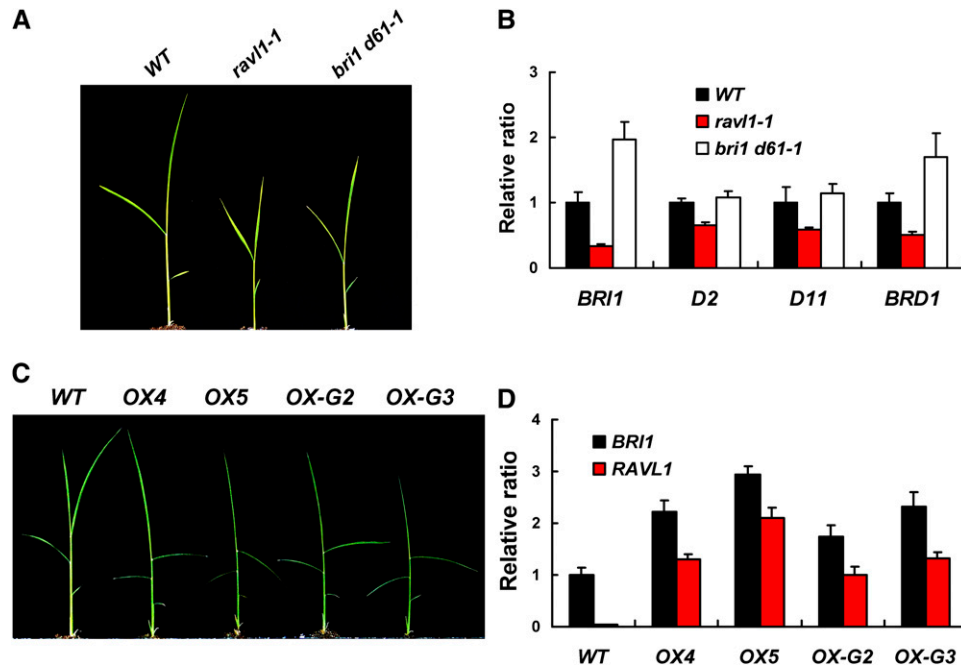 A
WT ravl1-1 bri1 d61-1
B
3
2
1
0
Relative ratio
WT
ravl1-1
bri1 d61-1
BRI1 D2 D11 BRD1
C
WT OX4 OX5 OX-G2 OX-G3
D
4
3
2
1
0
Relative ratio
BRI1
RAVL1
WT OX4 OX5 OX-G2 OX-G3